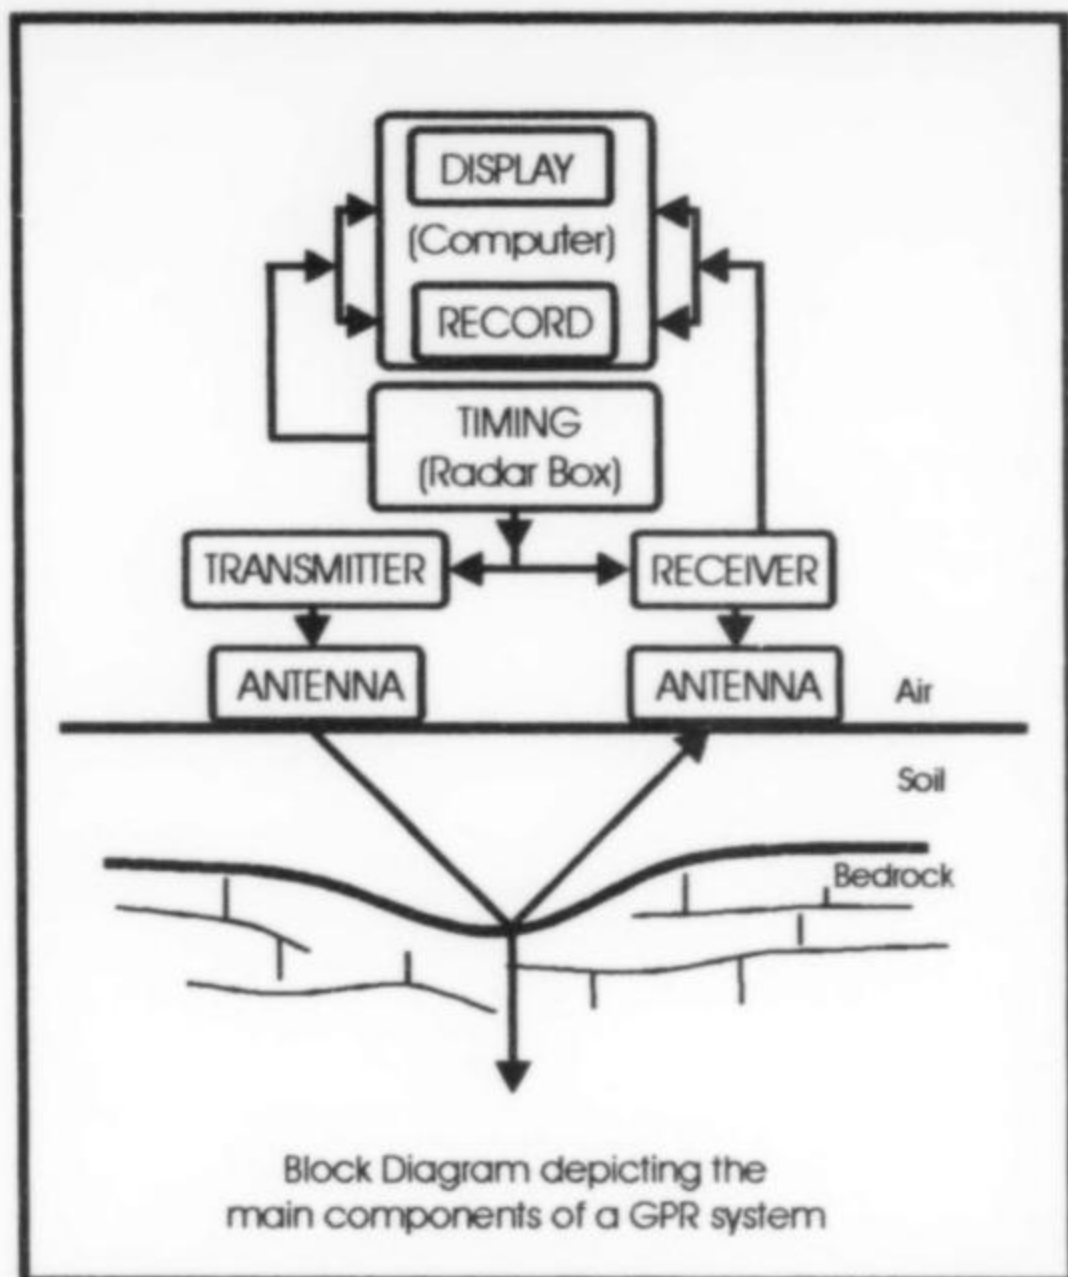 DISPLAY
(Computer)
RECORD
TIMING
(Radar Box)
TRANSMITTER
RECEIVER
ANTENNA
ANTENNA
Air
Soil
Bedrock
Block Diagram depicting the
main components of a GPR system